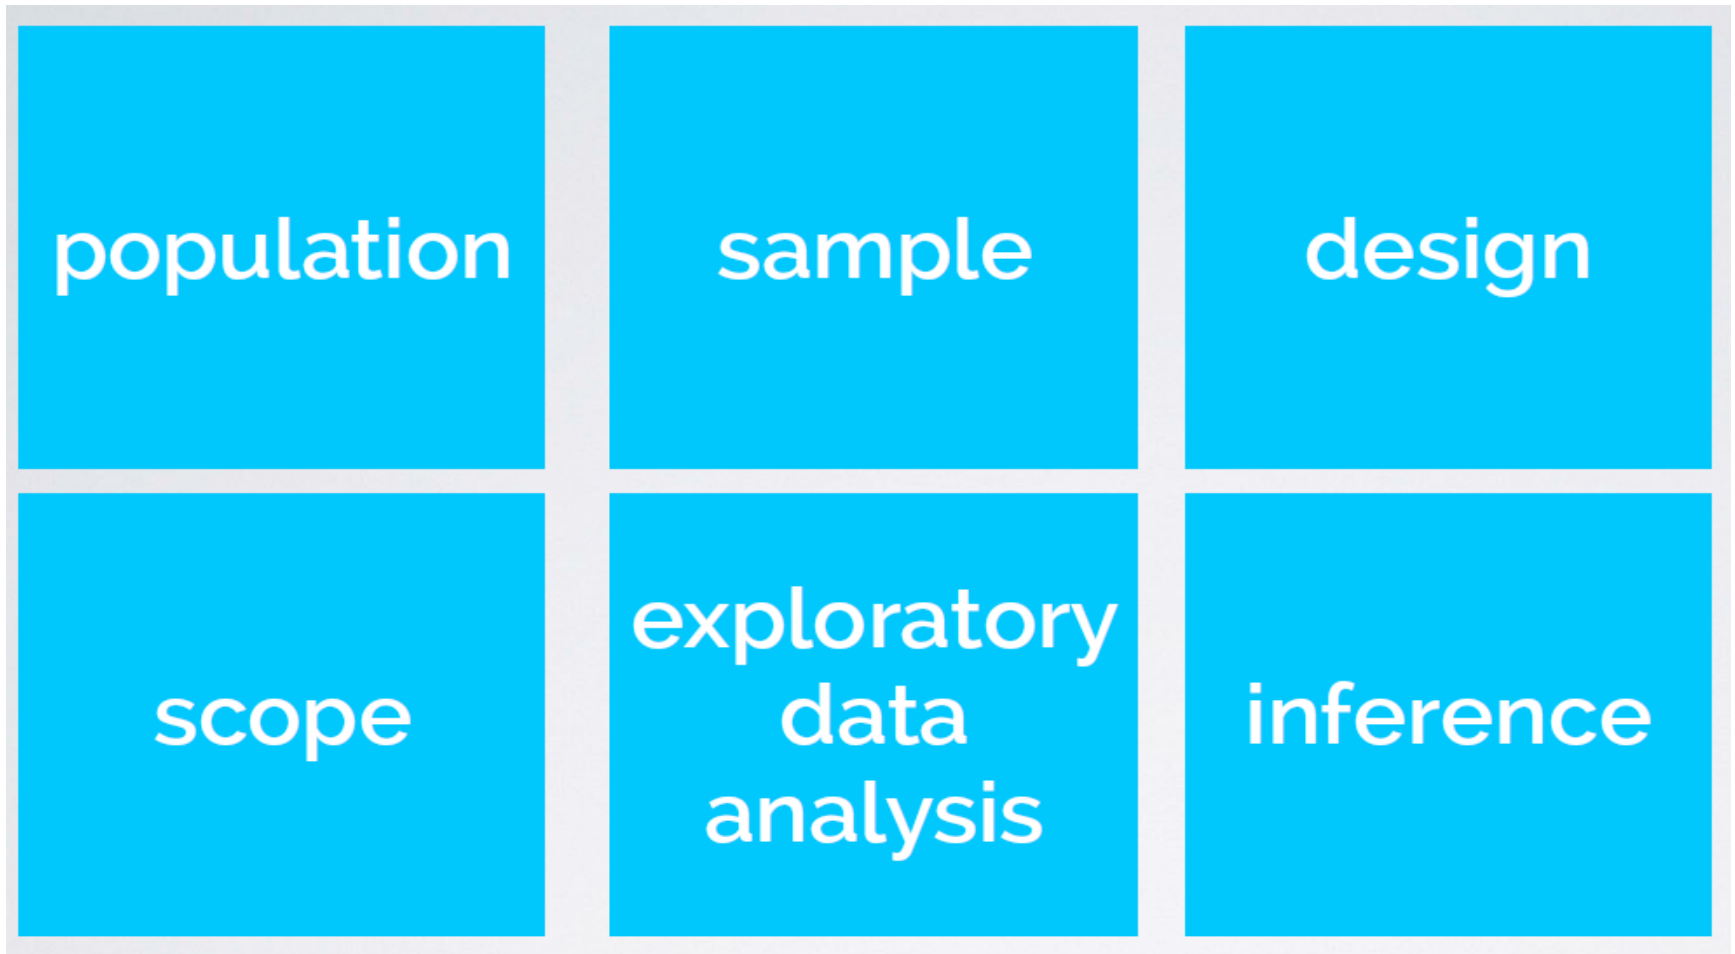 population
sample
design
scope
exploratory
data
analysis
inference